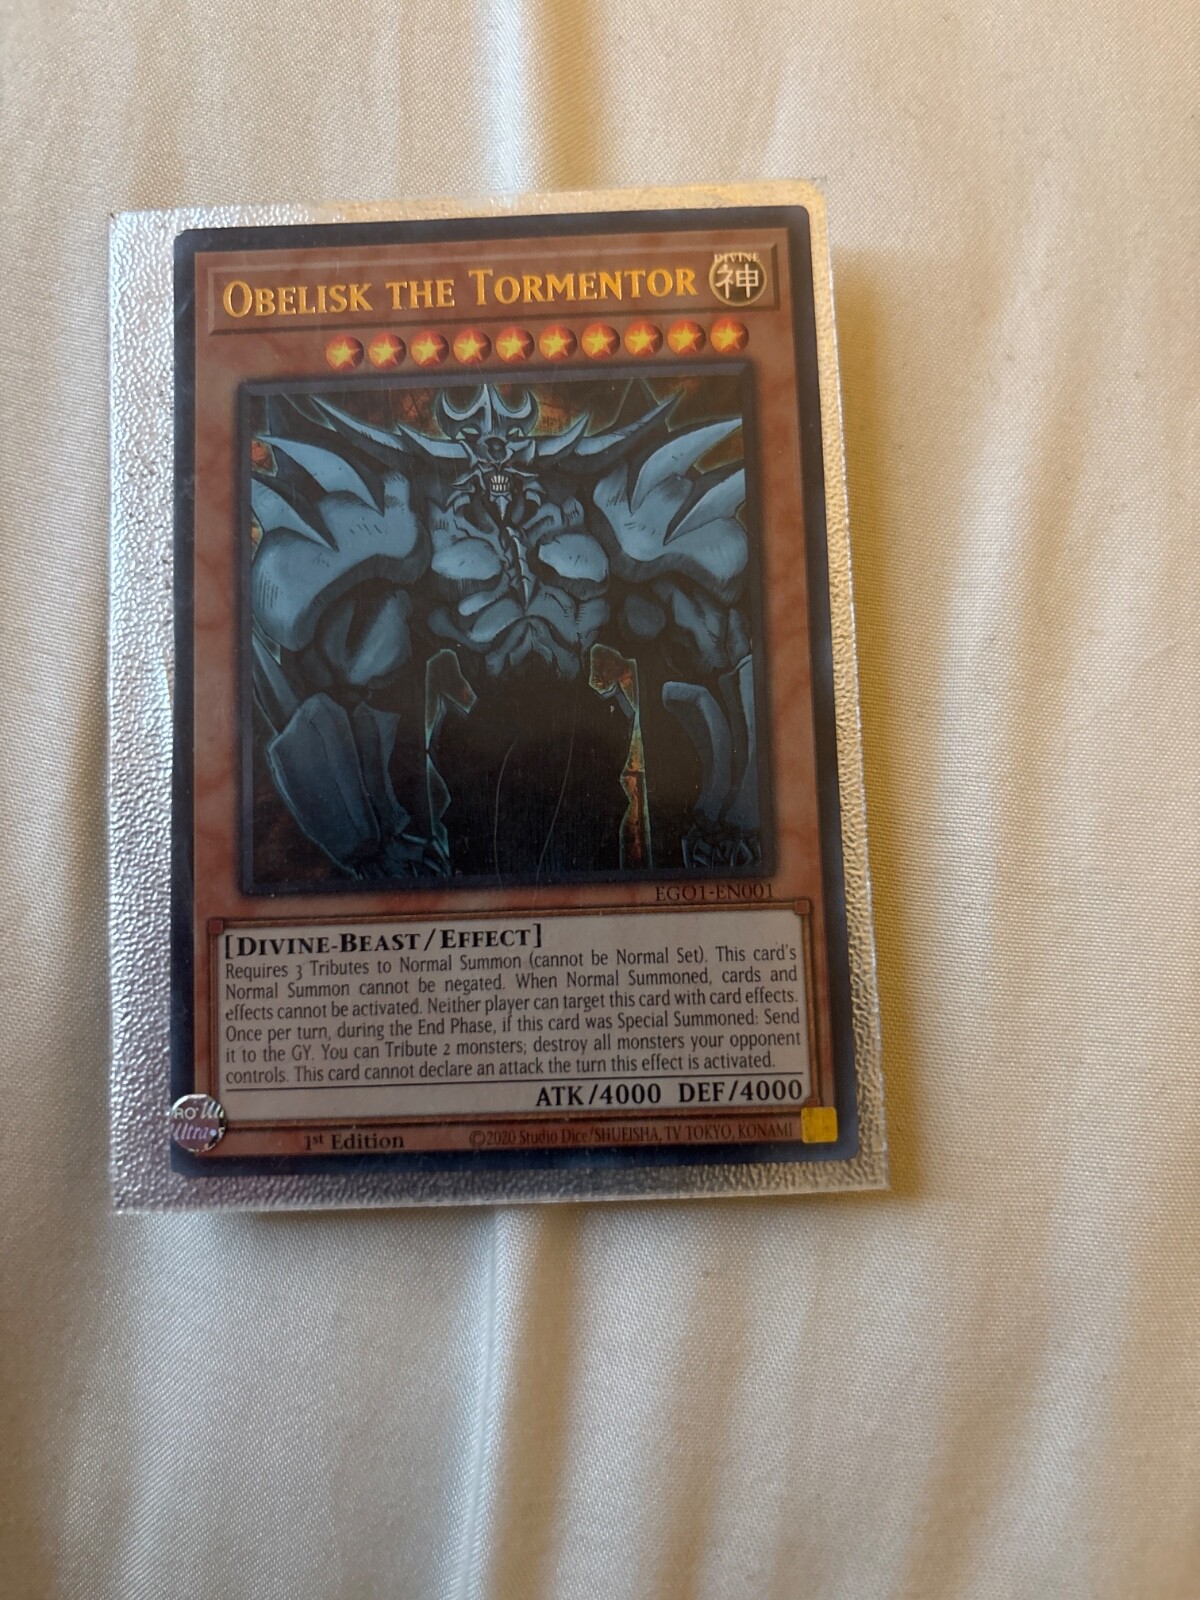 OBELISK THE TORMENTOR
DIVINE
神
EGO1-EN001
[DIVINE-BEAST/EFFECT]
Requires 3 Tributes to Normal Summon (cannot be Normal Set). This card's
Normal Summon cannot be negated. When Normal Summoned, cards and
effects cannot be activated. Neither player can target this card with card effects.
Once per turn, during the End Phase, if this card was Special Summoned: Send
it to the GY. You can Tribute 2 monsters; destroy all monsters your opponent
controls. This card cannot declare an attack the turn this effect is activated.
ATK/4000 DEF/4000
1st Edition
©2020 Studio Dice/SHUEISHA, TV TOKYO, KONAMI